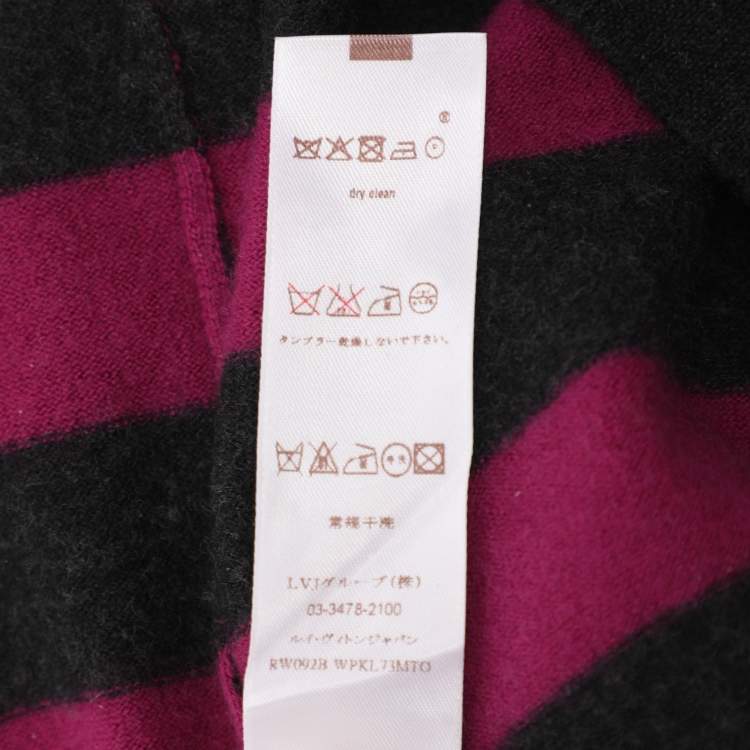 ®
dry clean
タンブラー乾燥しないで下さい。
常规干洗
LVJグループ(株)
03-3478-2100
ルイ・ヴィトンジャパン
RW092B WPKL73MTO